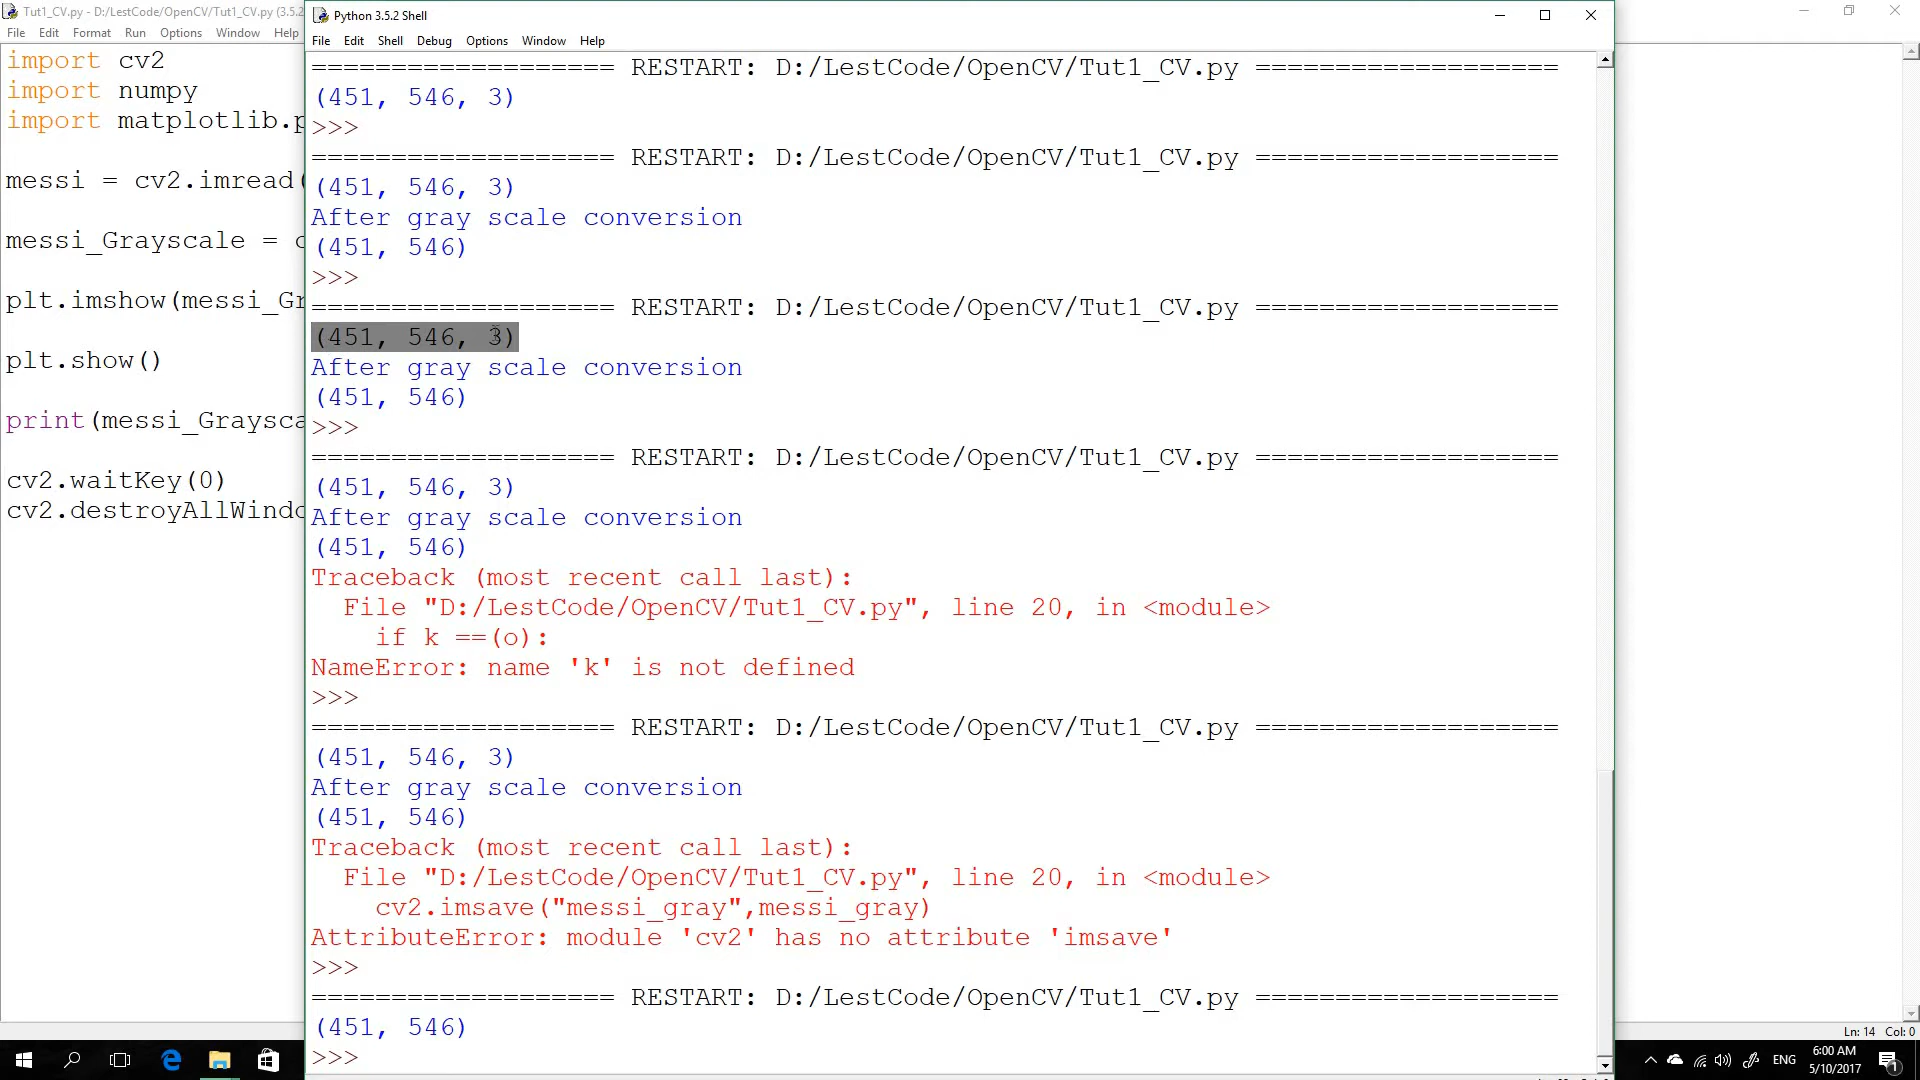 Tut1_CV.py - D:/LestCode/OpenCV/Tut1_CV.py (3.5.2
File Edit Format Run Options Window Help
import cv2
import numpy
import matplotlib.p
messi = cv2.imread(
messi_Grayscale = c
plt.imshow(messi_Gr
plt.show()
print(messi_Graysca
cv2.waitKey(0)
cv2.destroyAllWindo
Python 3.5.2 Shell
File Edit Shell Debug Options Window Help
=================== RESTART: D:/LestCode/OpenCV/Tut1_CV.py ===================
(451, 546, 3)
>>>
=================== RESTART: D:/LestCode/OpenCV/Tut1_CV.py ===================
(451, 546, 3)
After gray scale conversion
(451, 546)
>>>
=================== RESTART: D:/LestCode/OpenCV/Tut1_CV.py ===================
(451, 546, 3)
After gray scale conversion
(451, 546)
>>>
=================== RESTART: D:/LestCode/OpenCV/Tut1_CV.py ===================
(451, 546, 3)
After gray scale conversion
(451, 546)
Traceback (most recent call last):
  File "D:/LestCode/OpenCV/Tut1_CV.py", line 20, in <module>
    if k ==(o):
NameError: name 'k' is not defined
>>>
=================== RESTART: D:/LestCode/OpenCV/Tut1_CV.py ===================
(451, 546, 3)
After gray scale conversion
(451, 546)
Traceback (most recent call last):
  File "D:/LestCode/OpenCV/Tut1_CV.py", line 20, in <module>
    cv2.imsave("messi_gray",messi_gray)
AttributeError: module 'cv2' has no attribute 'imsave'
>>>
=================== RESTART: D:/LestCode/OpenCV/Tut1_CV.py ===================
(451, 546)
>>>
Ln: 14 Col: 0
ENG
6:00 AM
5/10/2017
1